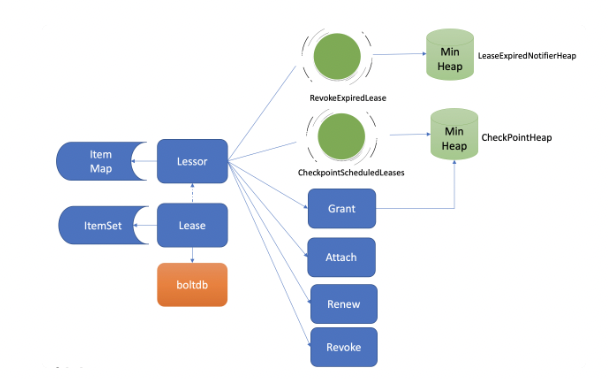 Min
Heap
LeaseExpiredNotifierHeap
RevokeExpiredLease
Min
Heap
CheckPointHeap
Item
Map
Lessor
CheckpointScheduledLeases
Grant
ItemSet
Lease
Attach
boltdb
Renew
Revoke